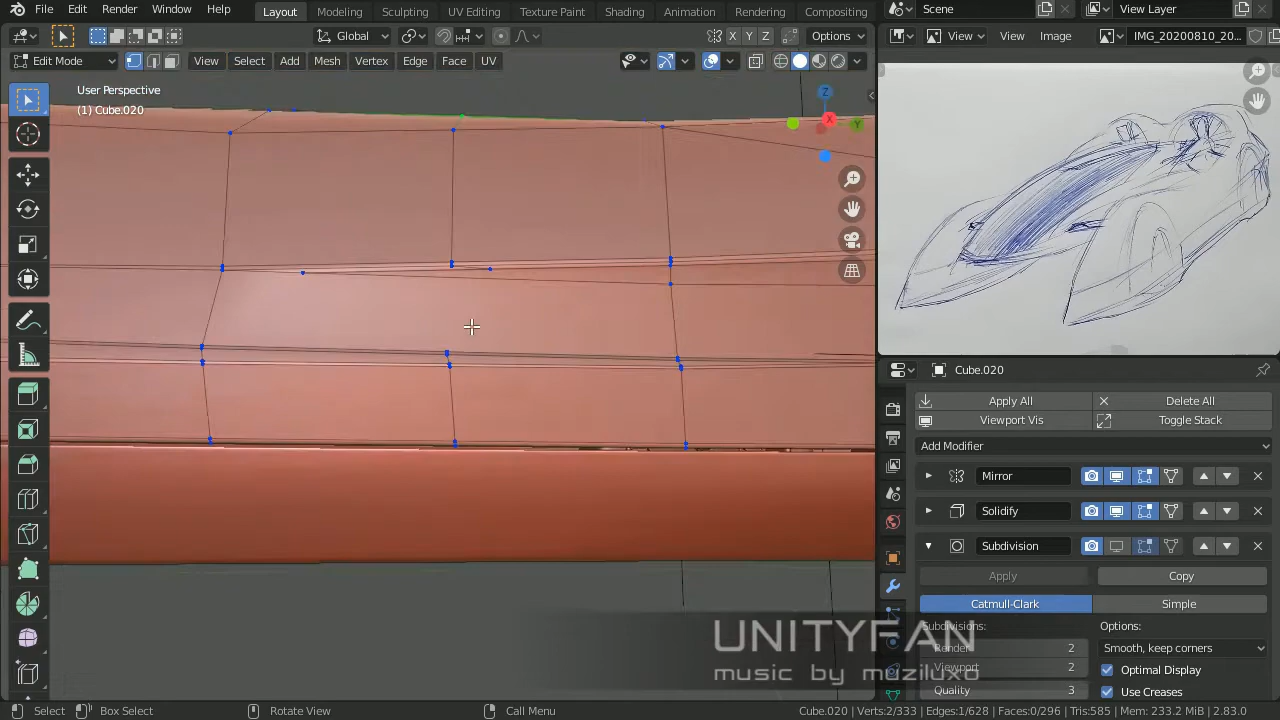 File Edit Render Window Help Layout Modeling Sculpting UV Editing Texture Paint Shading Animation Rendering Compositing Scene View Layer
Global Options View View Image IMG_20200810_20...
X Y Z
Edit Mode View Select Add Mesh Vertex Edge Face UV
User Perspective
(1) Cube.020
Z
X
Y
Cube.020
Apply All Delete All
Viewport Vis Toggle Stack
Add Modifier
Mirror
Solidify
Subdivision
Apply Copy
Catmull-Clark Simple
Subdivisions: Options:
Render 2 Smooth, keep corners
Viewport 2 Optimal Display
Quality 3 Use Creases
UNITYFAN
music by muziluxo
Select Box Select Rotate View Call Menu Cube.020 | Verts:2/333 | Edges:1/628 | Faces:0/296 | Tris:585 | Mem: 233.2 MiB | 2.83.0